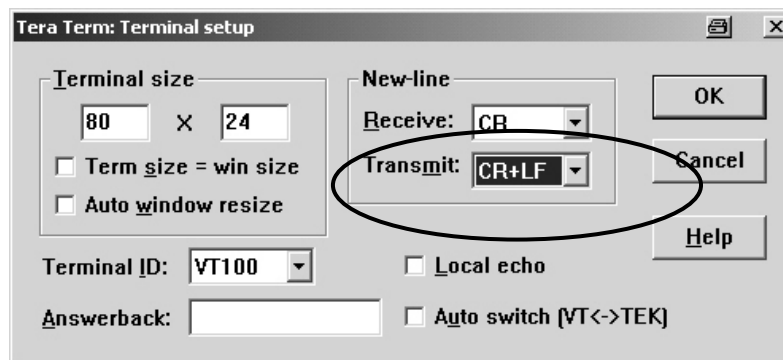 Tera Term: Terminal setup
Terminal size
80 X 24
Term size = win size
Auto window resize
New-line
Receive: CR
Transmit: CR+LF
OK
Cancel
Help
Terminal ID: VT100
Local echo
Answerback:
Auto switch (VT<->TEK)